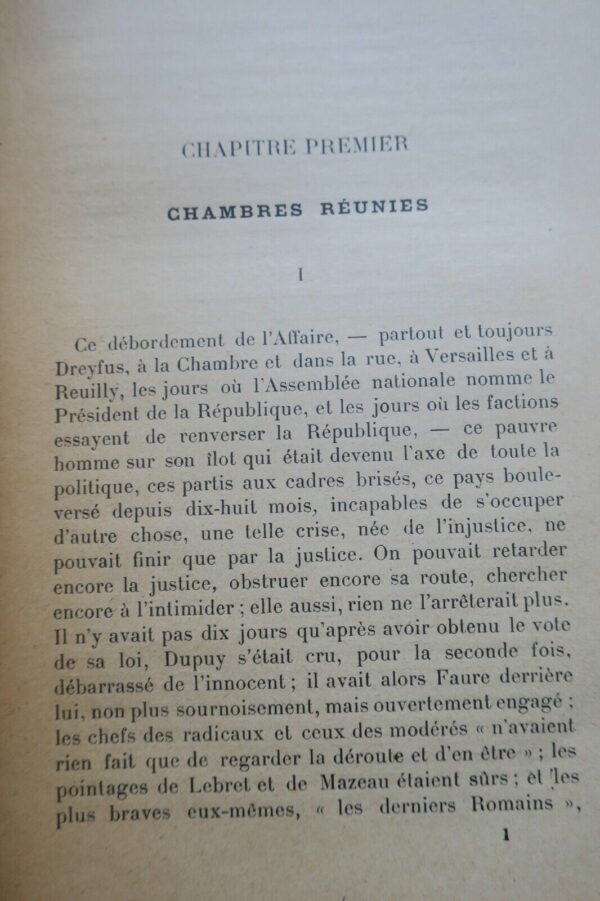 CHAPITRE PREMIER
CHAMBRES RÉUNIES
I
Ce débordement de l'Affaire, — partout et toujours
Dreyfus, à la Chambre et dans la rue, à Versailles et à
Reuilly, les jours où l'Assemblée nationale nomme le
Président de la République, et les jours où les factions
essayent de renverser la République, — ce pauvre
homme sur son îlot qui était devenu l'axe de toute la
politique, ces partis aux cadres brisés, ce pays boule-
versé depuis dix-huit mois, incapables de s'occuper
d'autre chose, une telle crise, née de l'injustice, ne
pouvait finir que par la justice. On pouvait retarder
encore la justice, obstruer encore sa route, chercher
encore à l'intimider ; elle aussi, rien ne l'arrêterait plus.
Il n'y avait pas dix jours qu'après avoir obtenu le vote
de sa loi, Dupuy s'était cru, pour la seconde fois,
débarrassé de l'innocent ; il avait alors Faure derrière
lui, non plus sournoisement, mais ouvertement engagé ;
les chefs des radicaux et ceux des modérés « n'avaient
rien fait que de regarder la déroute et d'en être » ; les
pointages de Lebret et de Mazeau étaient sûrs ; et les
plus braves eux-mêmes, « les derniers Romains »,
1